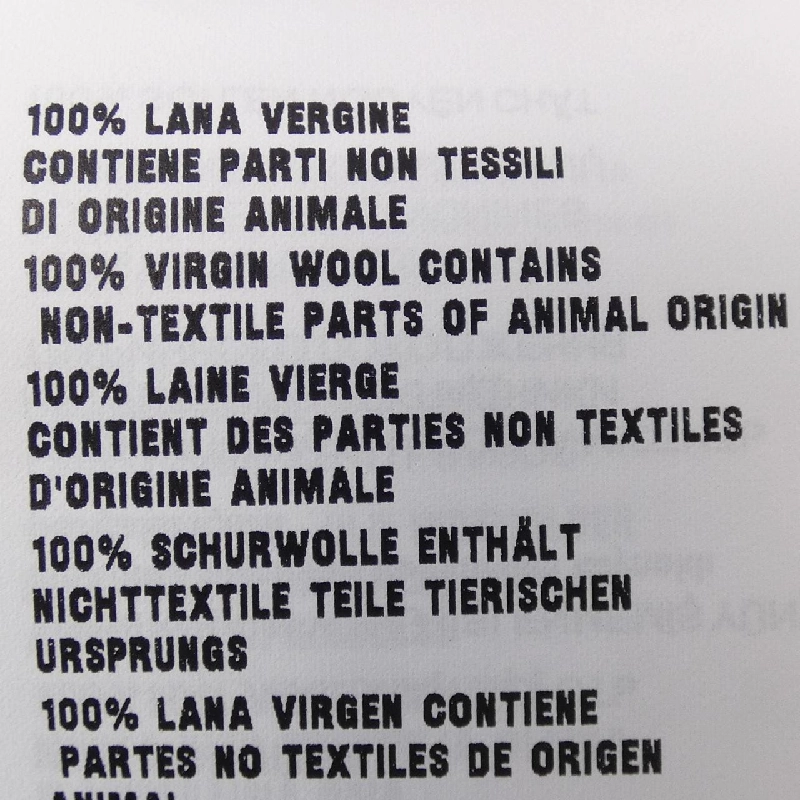 100% LANA VERGINE
CONTIENE PARTI NON TESSILI
DI ORIGINE ANIMALE
100% VIRGIN WOOL CONTAINS
NON-TEXTILE PARTS OF ANIMAL ORIGIN
100% LAINE VIERGE
CONTIENT DES PARTIES NON TEXTILES
D'ORIGINE ANIMALE
100% SCHURWOLLE ENTHÄLT
NICHTTEXTILE TEILE TIERISCHEN
URSPRUNGS
100% LANA VIRGEN CONTIENE
PARTES NO TEXTILES DE ORIGEN
ANIMAL